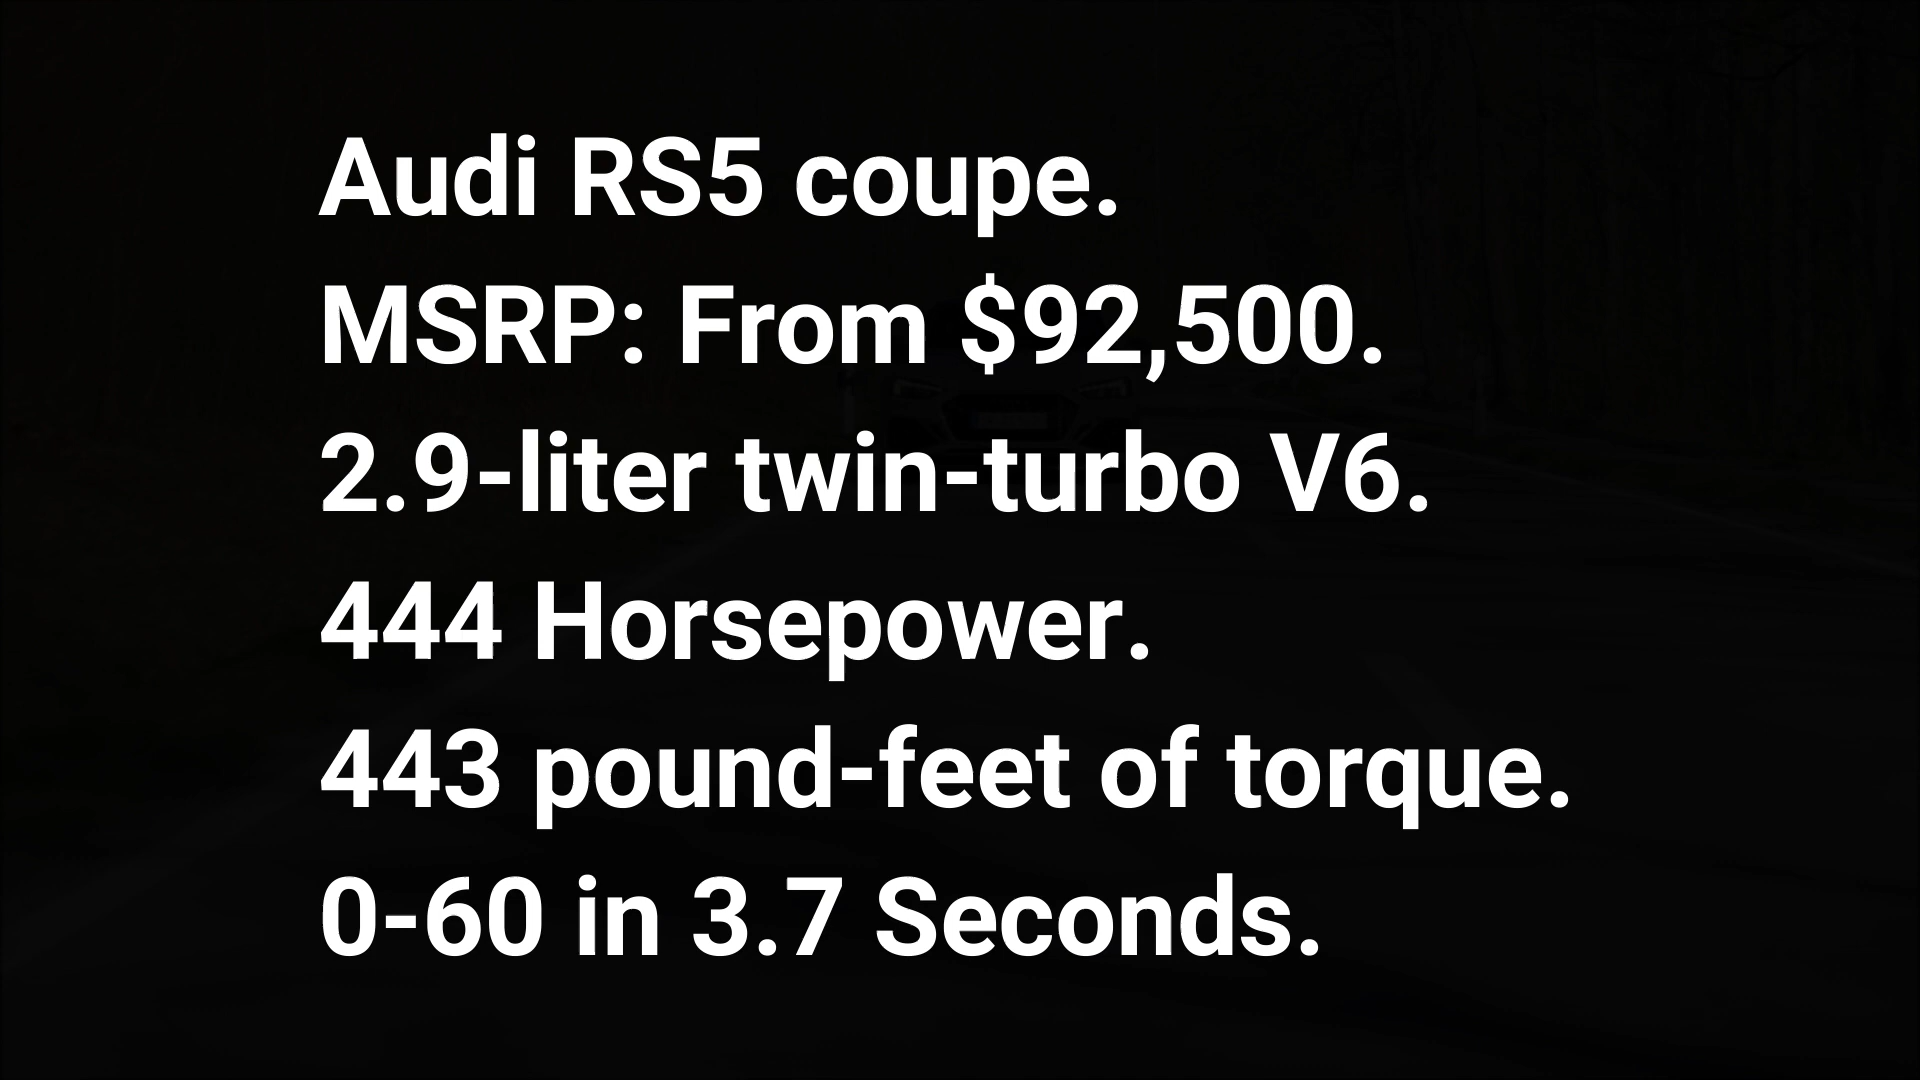 Audi RS5 coupe.
MSRP: From $92,500.
2.9-liter twin-turbo V6.
444 Horsepower.
443 pound-feet of torque.
0-60 in 3.7 Seconds.